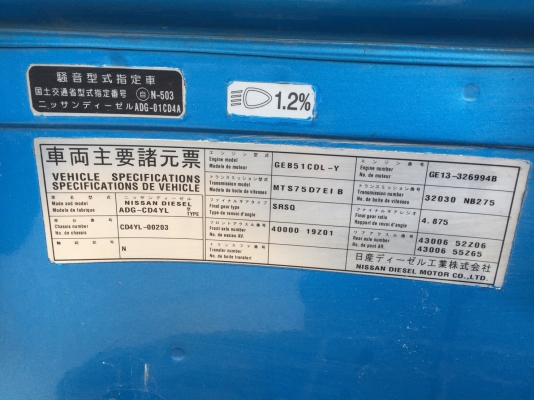 騒音型式指定車
国土交通省型式指定番号 自 N-503
ニッサンディーゼル ADG-01CD4A
1.2%
車両主要諸元票
VEHICLE SPECIFICATIONS
SPECIFICATIONS DE VEHICLE
車名型式
Made and model
Modele de fabrique
NISSAN DIESEL
ADG-CD4YL TYPE
車台番号
Chassis number
No. de chassis
CD4YL-00203
N
エンジン型式
Engine model
Modele de moteur
GEB51CDL-Y
トランスミッション型式
Transmission model
Modele de boite de vitesses
MTS75D7EIB
ファイナルギヤタイプ
Final gear type
Type de renvoi d'angle
SRSQ
フロントアクスル番号
Front axle number
No. de essieu AV.
40000 19Z01
トランスファ番号
Transfer number
No. de boite transfert
エンジン番号
Engine number
No. de moteur
GE13-326994B
トランスミッション番号
Transmission number
No. de boite de vitesses
32030 NB275
ファイナルギヤレシオ
Final gear ratio
Rapport de renvoi d'angle
4.875
リアアクスル番号
Rear axle number
No. de pont AR.
43006 52Z06
43006 55Z65
日産ディーゼル工業株式会社
NISSAN DIESEL MOTOR CO., LTD.